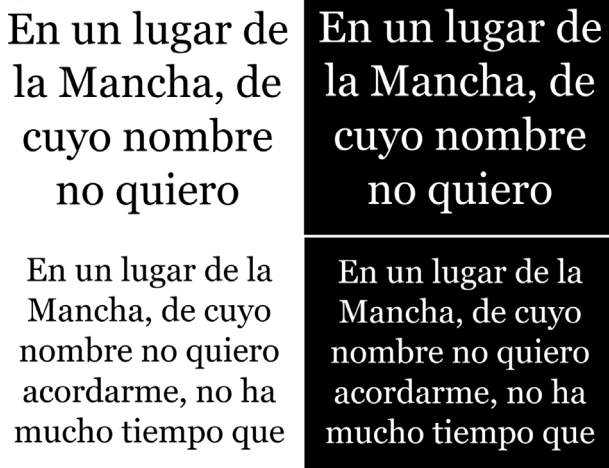 En un lugar de
la Mancha, de
cuyo nombre
no quiero
En un lugar de
la Mancha, de
cuyo nombre
no quiero
En un lugar de la
Mancha, de cuyo
nombre no quiero
acordarme, no ha
mucho tiempo que
En un lugar de la
Mancha, de cuyo
nombre no quiero
acordarme, no ha
mucho tiempo que